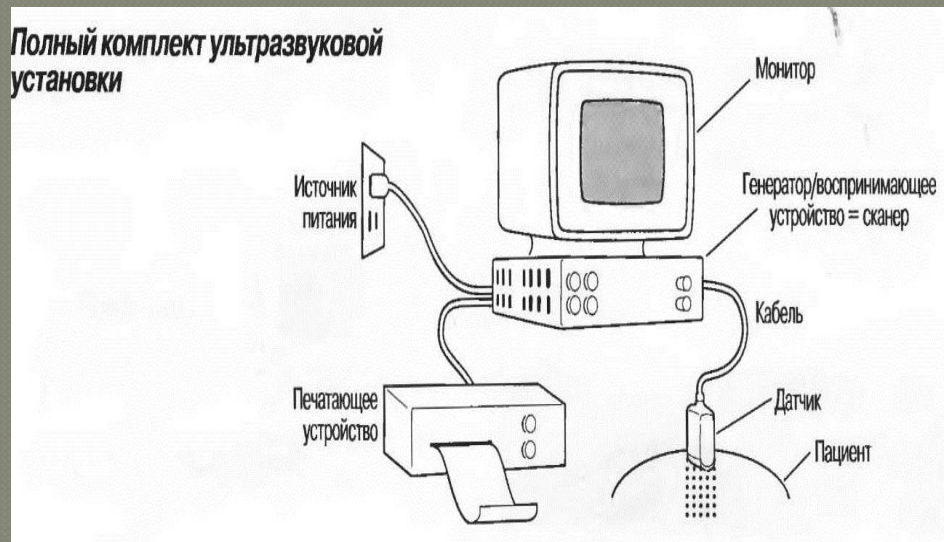 Полный комплект ультразвуковой
установки
Монитор
Источник
питания
Генератор/воспринимающее
устройство = сканер
Кабель
Печатающее
устройство
Датчик
Пациент